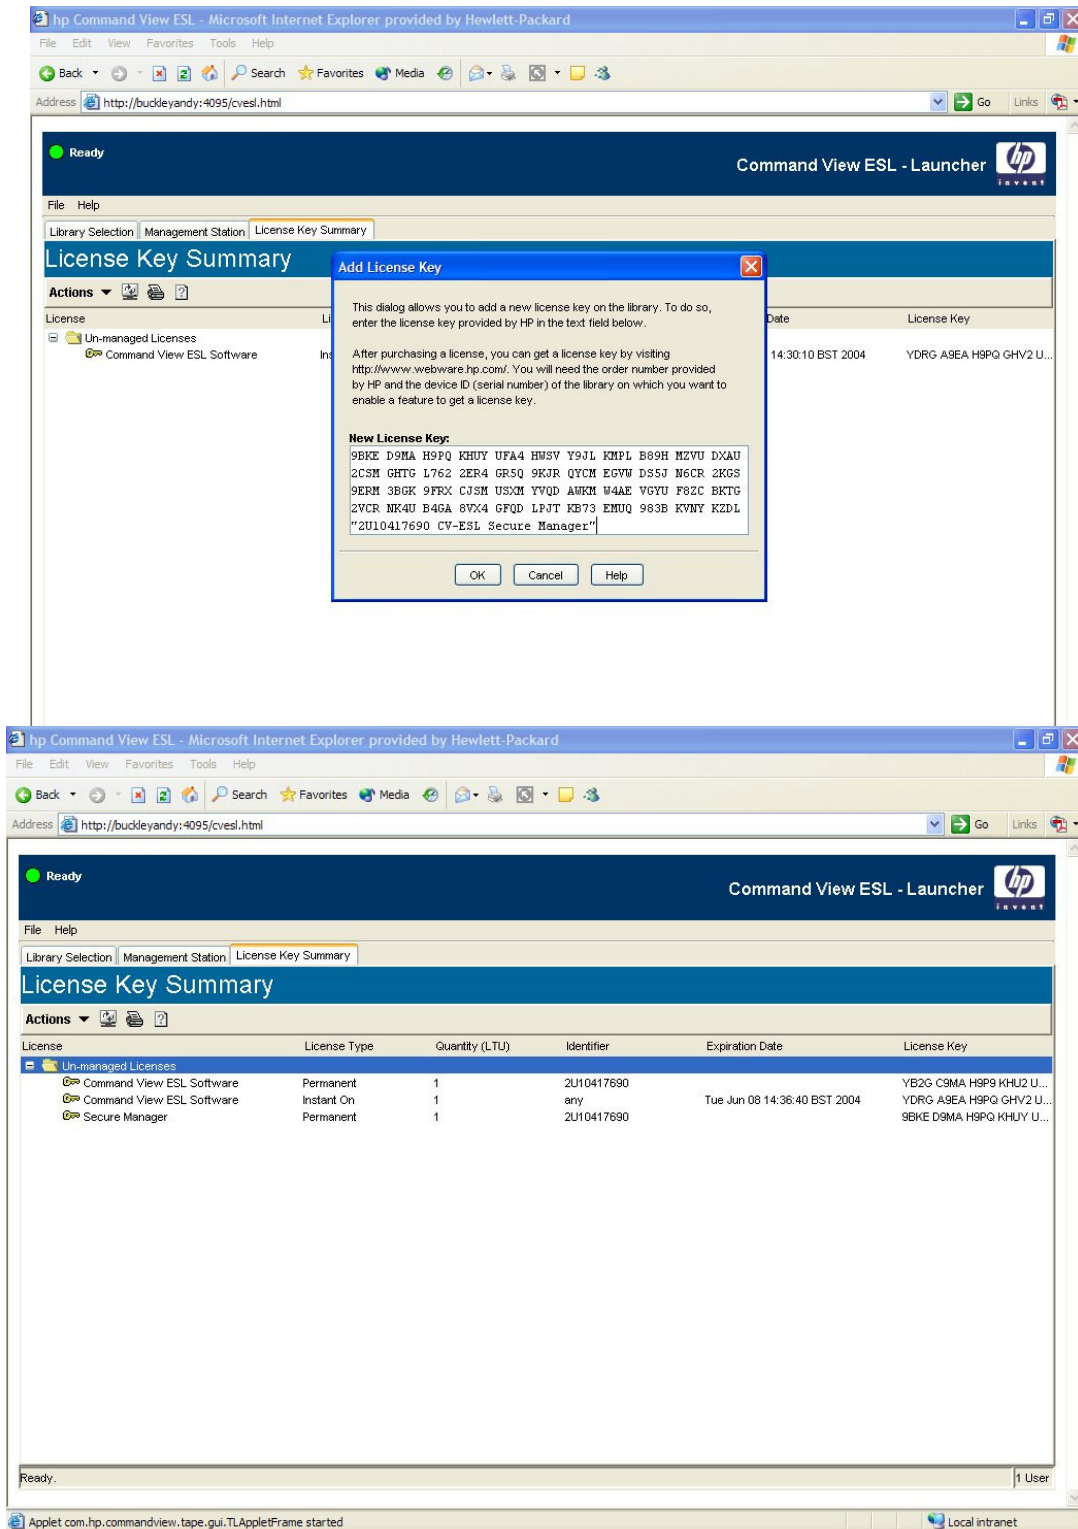 hp Command View ESL - Microsoft Internet Explorer provided by Hewlett-Packard
File Edit View Favorites Tools Help
Back Search Favorites Media
Address http://buckleyandy:4095/cvesl.html Go Links
Ready
Command View ESL - Launcher
hp
invent
File Help
Library Selection Management Station License Key Summary
License Key Summary
Actions
License Li Date License Key
Un-managed Licenses
Command View ESL Software Ins 14:30:10 BST 2004 YDRG A9EA H9PQ GHV2 U...
Add License Key
This dialog allows you to add a new license key on the library. To do so,
enter the license key provided by HP in the text field below.
After purchasing a license, you can get a license key by visiting
http://www.webware.hp.com/. You will need the order number provided
by HP and the device ID (serial number) of the library on which you want to
enable a feature to get a license key.
New License Key:
9BKE D9MA H9PQ KHUY UFA4 HWSV Y9JL KMPL B89H MZVU DXAU
2CSM GHTG L762 2ER4 GR5Q 9KJR QYCM EGVW DS5J N6CR 2KGS
9ERM 3BGK 9FRX CJSM USXM YVQD AWKM W4AE VGYU F8ZC BKTG
2VCR NK4U B4GA 8VX4 GFQD LPJT KB73 EMUQ 983B KVNY KZDL
"2U10417690 CV-ESL Secure Manager"
OK Cancel Help
hp Command View ESL - Microsoft Internet Explorer provided by Hewlett-Packard
File Edit View Favorites Tools Help
Back Search Favorites Media
Address http://buckleyandy:4095/cvesl.html Go Links
Ready
Command View ESL - Launcher
hp
invent
File Help
Library Selection Management Station License Key Summary
License Key Summary
Actions
License License Type Quantity (LTU) Identifier Expiration Date License Key
Un-managed Licenses
Command View ESL Software Permanent 1 2U10417690 YB2G C9MA H9P9 KHU2 U...
Command View ESL Software Instant On 1 any Tue Jun 08 14:36:40 BST 2004 YDRG A9EA H9PQ GHV2 U...
Secure Manager Permanent 1 2U10417690 9BKE D9MA H9PQ KHUY U...
Ready. 1 User
Applet com.hp.commandview.tape.gui.TLAppletFrame started Local intranet